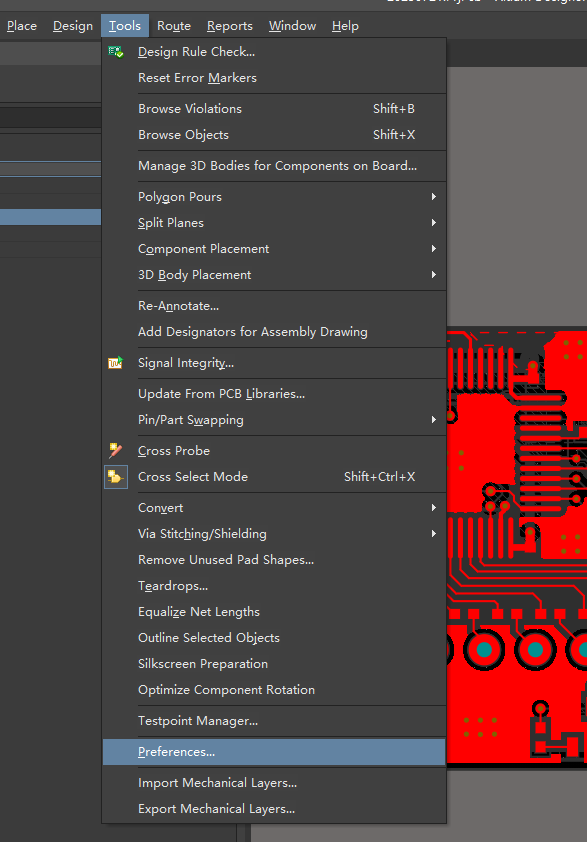 Place Design Tools Route Reports Window Help
Design Rule Check...
Reset Error Markers
Browse Violations Shift+B
Browse Objects Shift+X
Manage 3D Bodies for Components on Board...
Polygon Pours
Split Planes
Component Placement
3D Body Placement
Re-Annotate...
Add Designators for Assembly Drawing
Signal Integrity...
Update From PCB Libraries...
Pin/Part Swapping
Cross Probe
Cross Select Mode Shift+Ctrl+X
Convert
Via Stitching/Shielding
Remove Unused Pad Shapes...
Teardrops...
Equalize Net Lengths
Outline Selected Objects
Silkscreen Preparation
Optimize Component Rotation
Testpoint Manager...
Preferences...
Import Mechanical Layers...
Export Mechanical Layers...